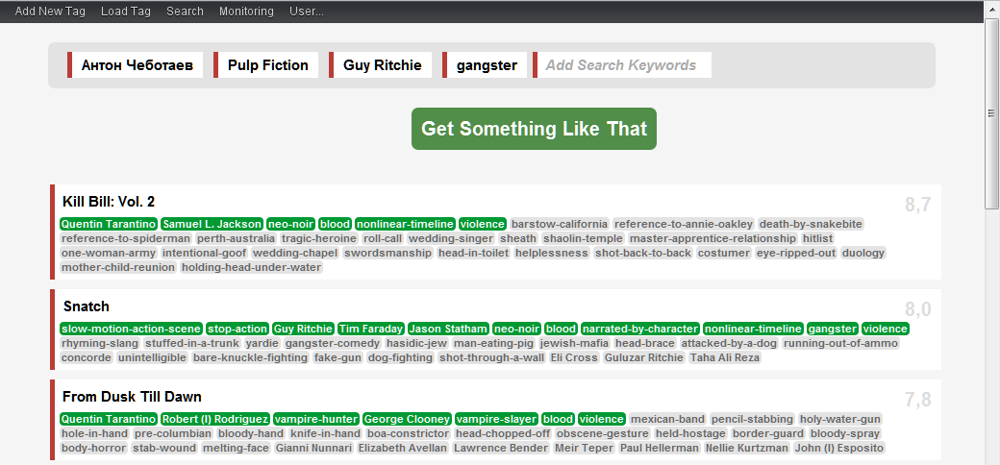 Add New Tag Load Tag Search Monitoring User...
Антон Чеботаев Pulp Fiction Guy Ritchie gangster Add Search Keywords
Get Something Like That
Kill Bill: Vol. 2 8,7
Quentin Tarantino Samuel L. Jackson neo-noir blood nonlinear-timeline violence barstow-california reference-to-annie-oakley death-by-snakebite
reference-to-spiderman perth-australia tragic-heroine roll-call wedding-singer sheath shaolin-temple master-apprentice-relationship hitlist
one-woman-army intentional-goof wedding-chapel swordsmanship head-in-toilet helplessness shot-back-to-back costumer eye-ripped-out duology
mother-child-reunion holding-head-under-water
Snatch 8,0
slow-motion-action-scene stop-action Guy Ritchie Tim Faraday Jason Statham neo-noir blood narrated-by-character nonlinear-timeline gangster violence
rhyming-slang stuffed-in-a-trunk yardie gangster-comedy hasidic-jew man-eating-pig jewish-mafia head-brace attacked-by-a-dog running-out-of-ammo
concorde unintelligible bare-knuckle-fighting fake-gun dog-fighting shot-through-a-wall Eli Cross Guluzar Ritchie Taha Ali Reza
From Dusk Till Dawn 7,8
Quentin Tarantino Robert (I) Rodriguez vampire-hunter George Clooney vampire-slayer blood violence mexican-band pencil-stabbing holy-water-gun
hole-in-hand pre-columbian bloody-hand knife-in-hand boa-constrictor head-chopped-off obscene-gesture held-hostage border-guard bloody-spray
body-horror stab-wound melting-face Gianni Nunnari Elizabeth Avellan Lawrence Bender Meir Teper Paul Hellerman Nellie Kurtzman John (I) Esposito